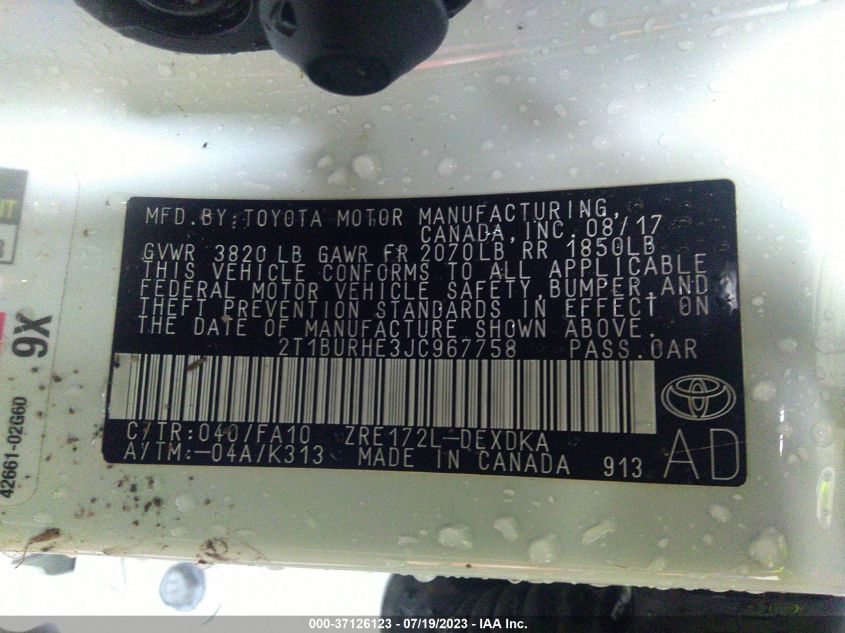 MFD.BY:TOYOTA MOTOR MANUFACTURING,
CANADA,INC.08/17
GVWR 3820 LB GAWR FR 2070LB RR 1850LB
THIS VEHICLE CONFORMS TO ALL APPLICABLE
FEDERAL MOTOR VEHICLE SAFETY,BUMPER,AND
THEFT PREVENTION STANDARDS IN EFFECT ON
THE DATE OF MANUFACTURE SHOWN ABOVE.
2T1BURHE3JC967758 PASS.CAR
C/TR:040/FA10 ZRE172L-DEXDKA
A/TM:-04A/K313 MADE IN CANADA 913
AD
9X
42661-02G60
000-37126123 - 07/19/2023 - IAA Inc.